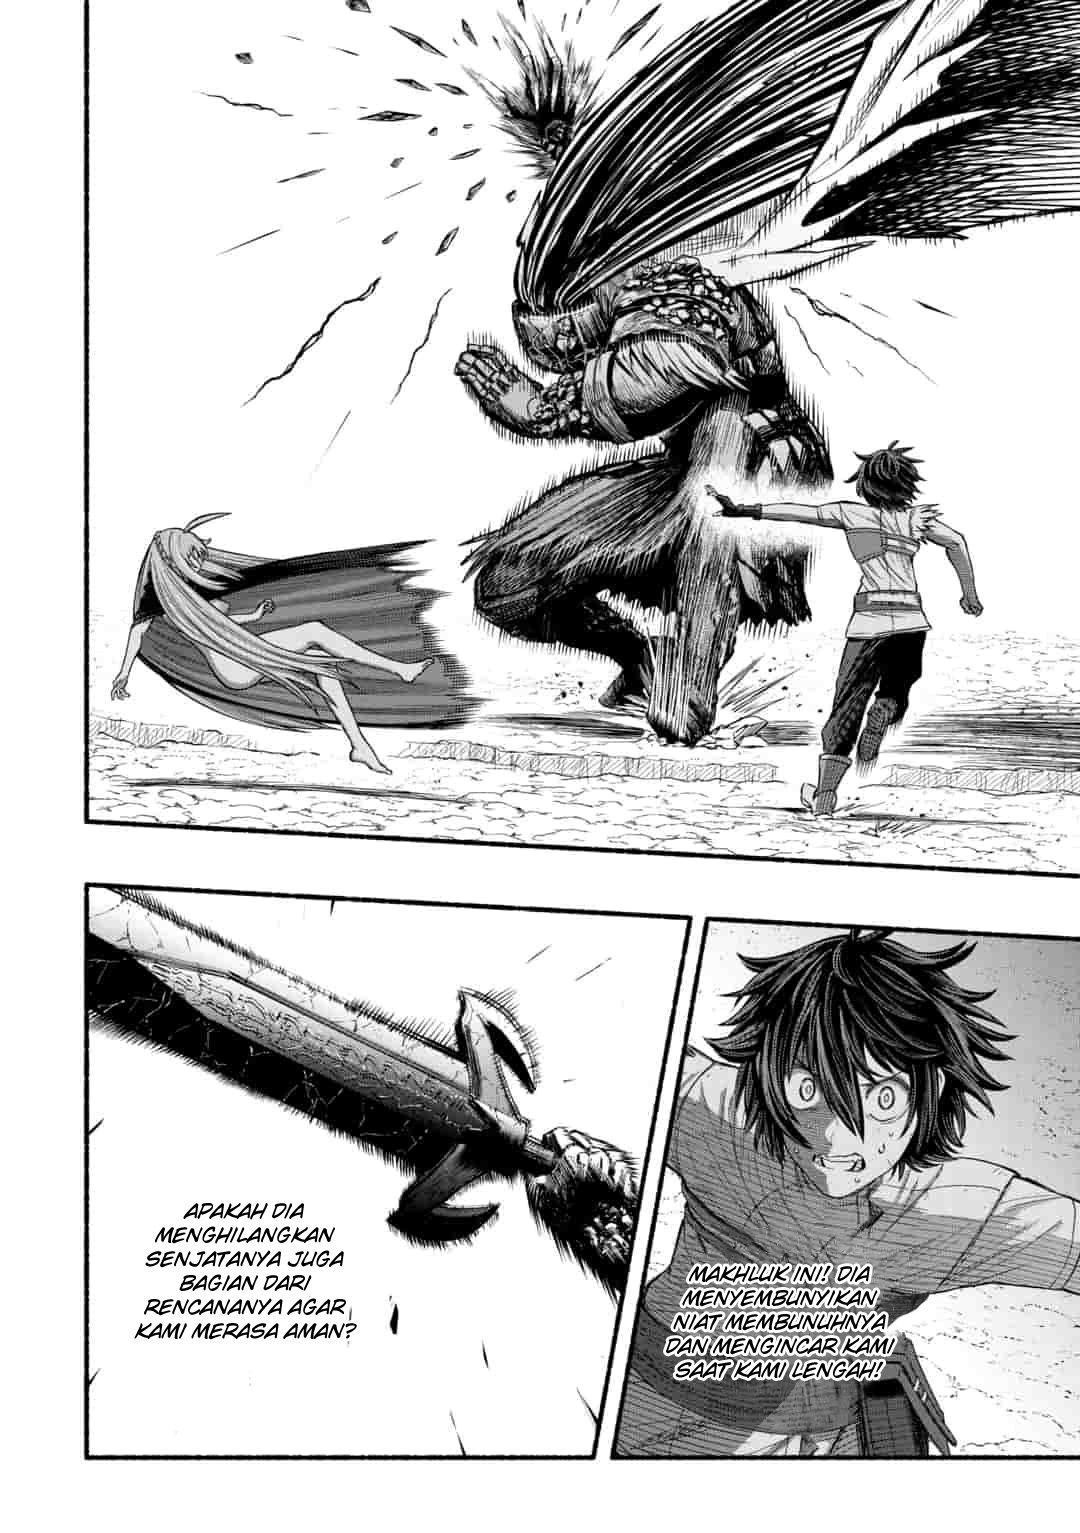 MAKHLUK INI! DIA
MENYEMBUNYIKAN
NIAT MEMBUNUHNYA
DAN MENGINCAR KAMI
SAAT KAMI LENGAH!
APAKAH DIA
MENGHILANGKAN
SENJATANYA JUGA
BAGIAN DARI
RENCANANYA AGAR
KAMI MERASA AMAN?